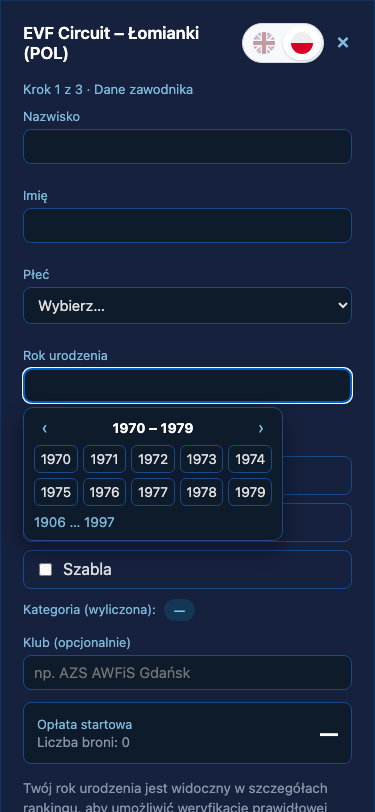 EVF Circuit – Łomianki
(POL)
×
Krok 1 z 3 · Dane zawodnika
Nazwisko
Imię
Płeć
Wybierz...
Rok urodzenia
‹ 1970 – 1979 ›
1970 1971 1972 1973 1974
1975 1976 1977 1978 1979
1906 ... 1997
Szabla
Kategoria (wyliczona): —
Klub (opcjonalnie)
np. AZS AWFiS Gdańsk
Opłata startowa
Liczba broni: 0
—
Twój rok urodzenia jest widoczny w szczegółach
rankingu, aby umożliwić weryfikację prawidłowej